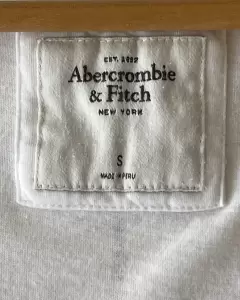 EST. 1892
Abercrombie
& Fitch
NEW YORK
S
MADE IN PERU